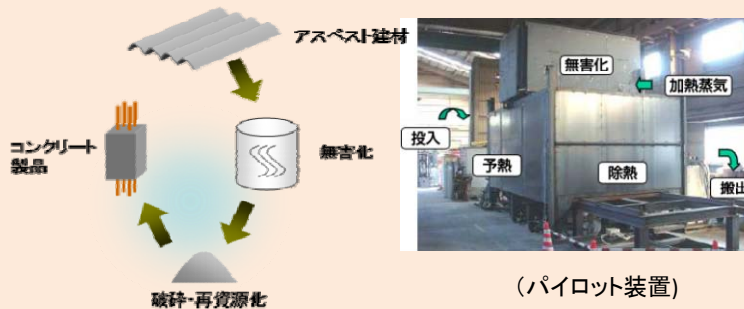 アスベスト建材
無害化
コンクリート
製品
破砕・再資源化
無害化
加熱蒸気
投入
予熱
除熱
搬出
（パイロット装置)